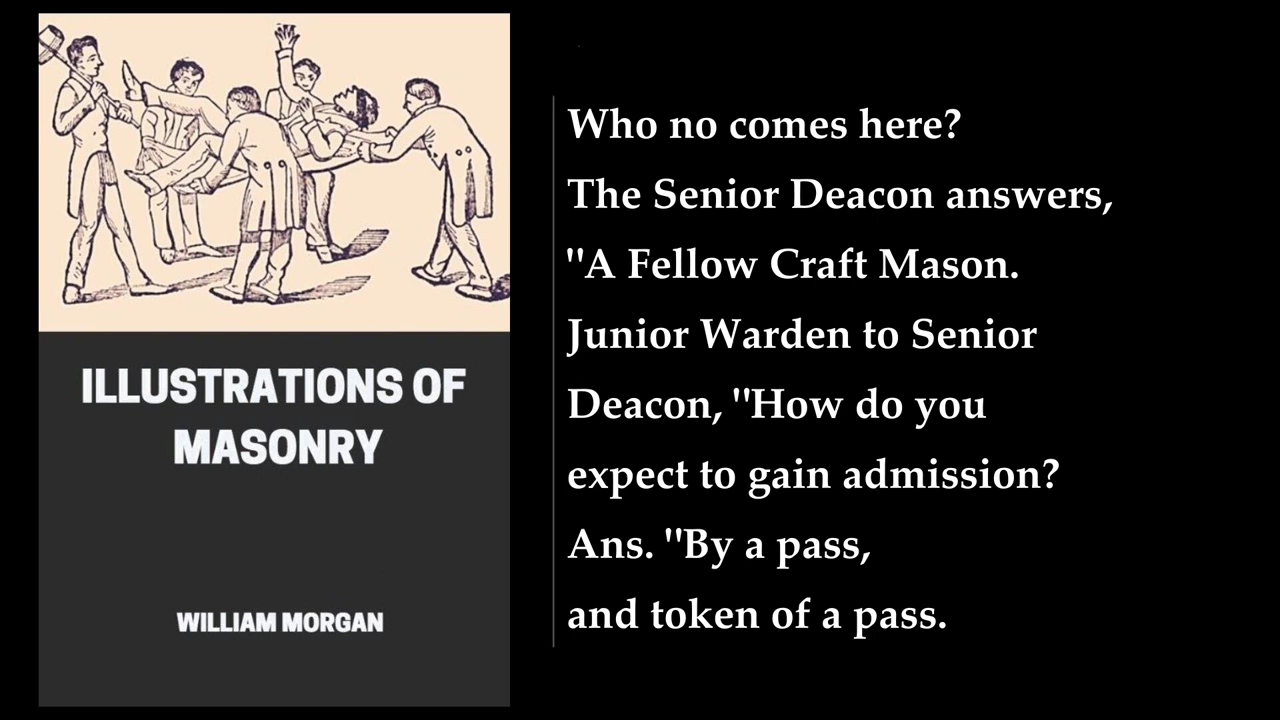 ILLUSTRATIONS OF
MASONRY
WILLIAM MORGAN
Who no comes here?
The Senior Deacon answers,
"A Fellow Craft Mason.
Junior Warden to Senior
Deacon, "How do you
expect to gain admission?
Ans. "By a pass,
and token of a pass.